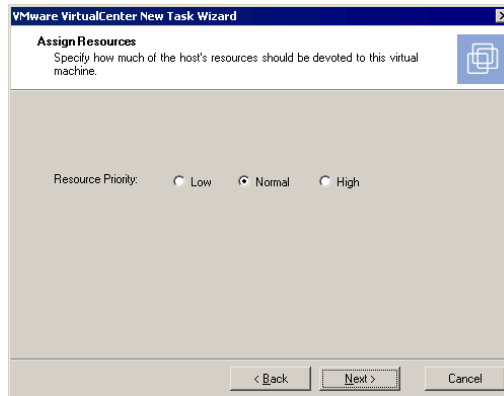 VMware VirtualCenter New Task Wizard
Assign Resources
Specify how much of the host's resources should be devoted to this virtual
machine.
Resource Priority: Low Normal High
< Back Next > Cancel